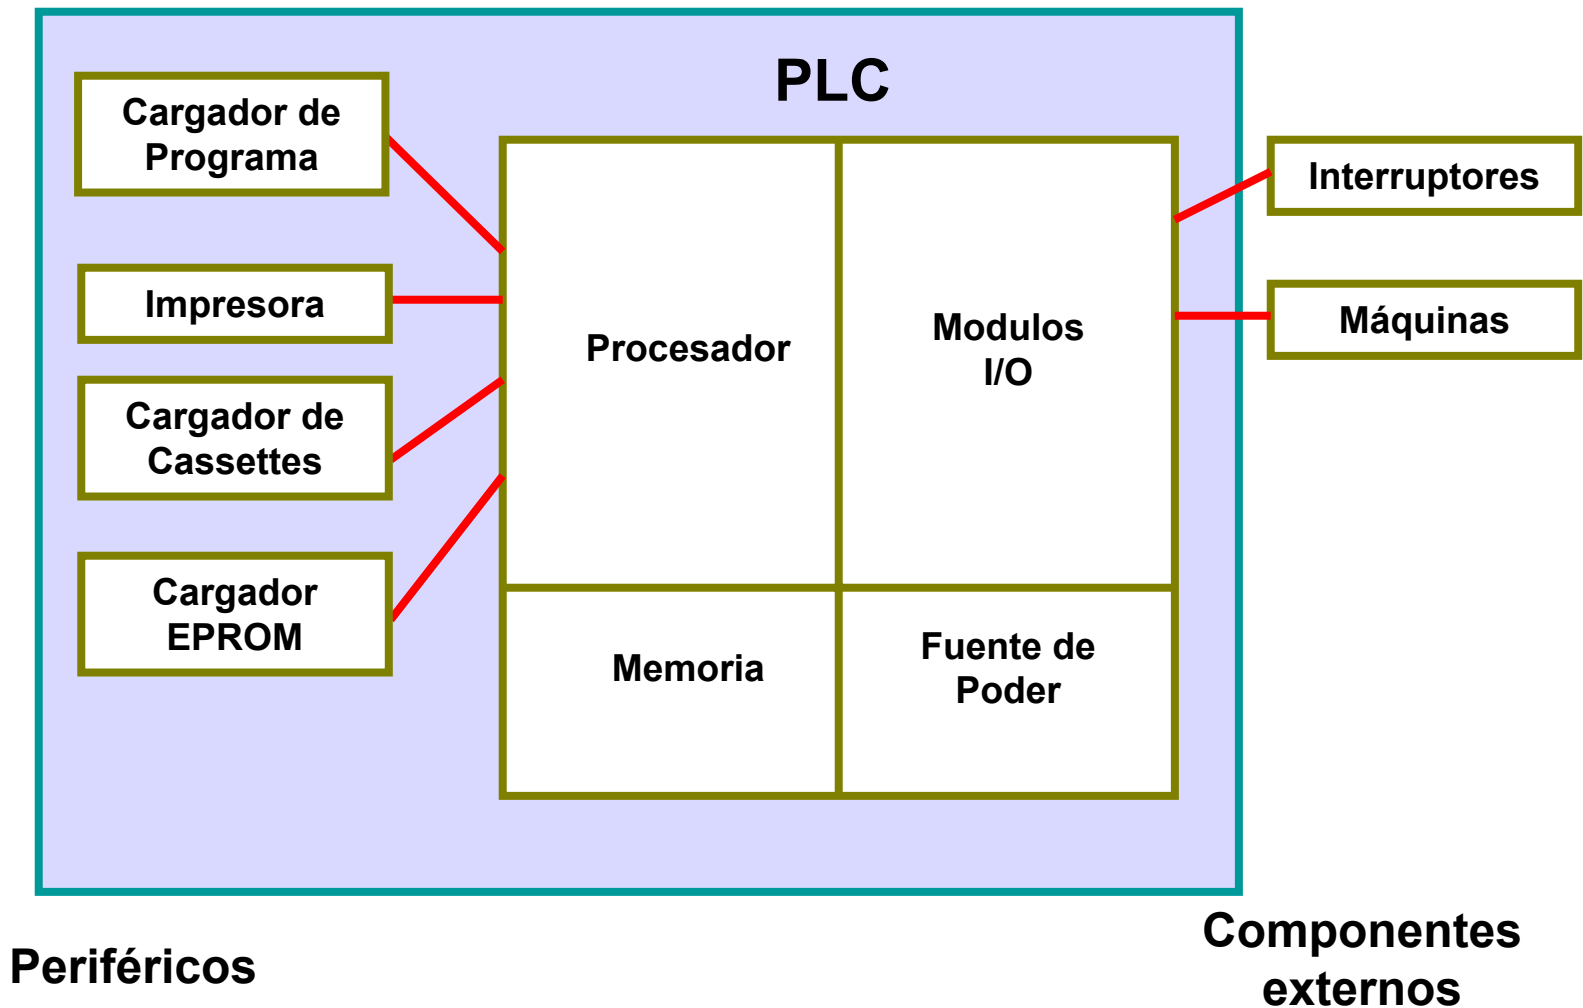 PLC
Cargador de
Programa
Impresora
Cargador de
Cassettes
Cargador
EPROM
Procesador
Modulos
I/O
Memoria
Fuente de
Poder
Interruptores
Máquinas
Periféricos
Componentes
externos